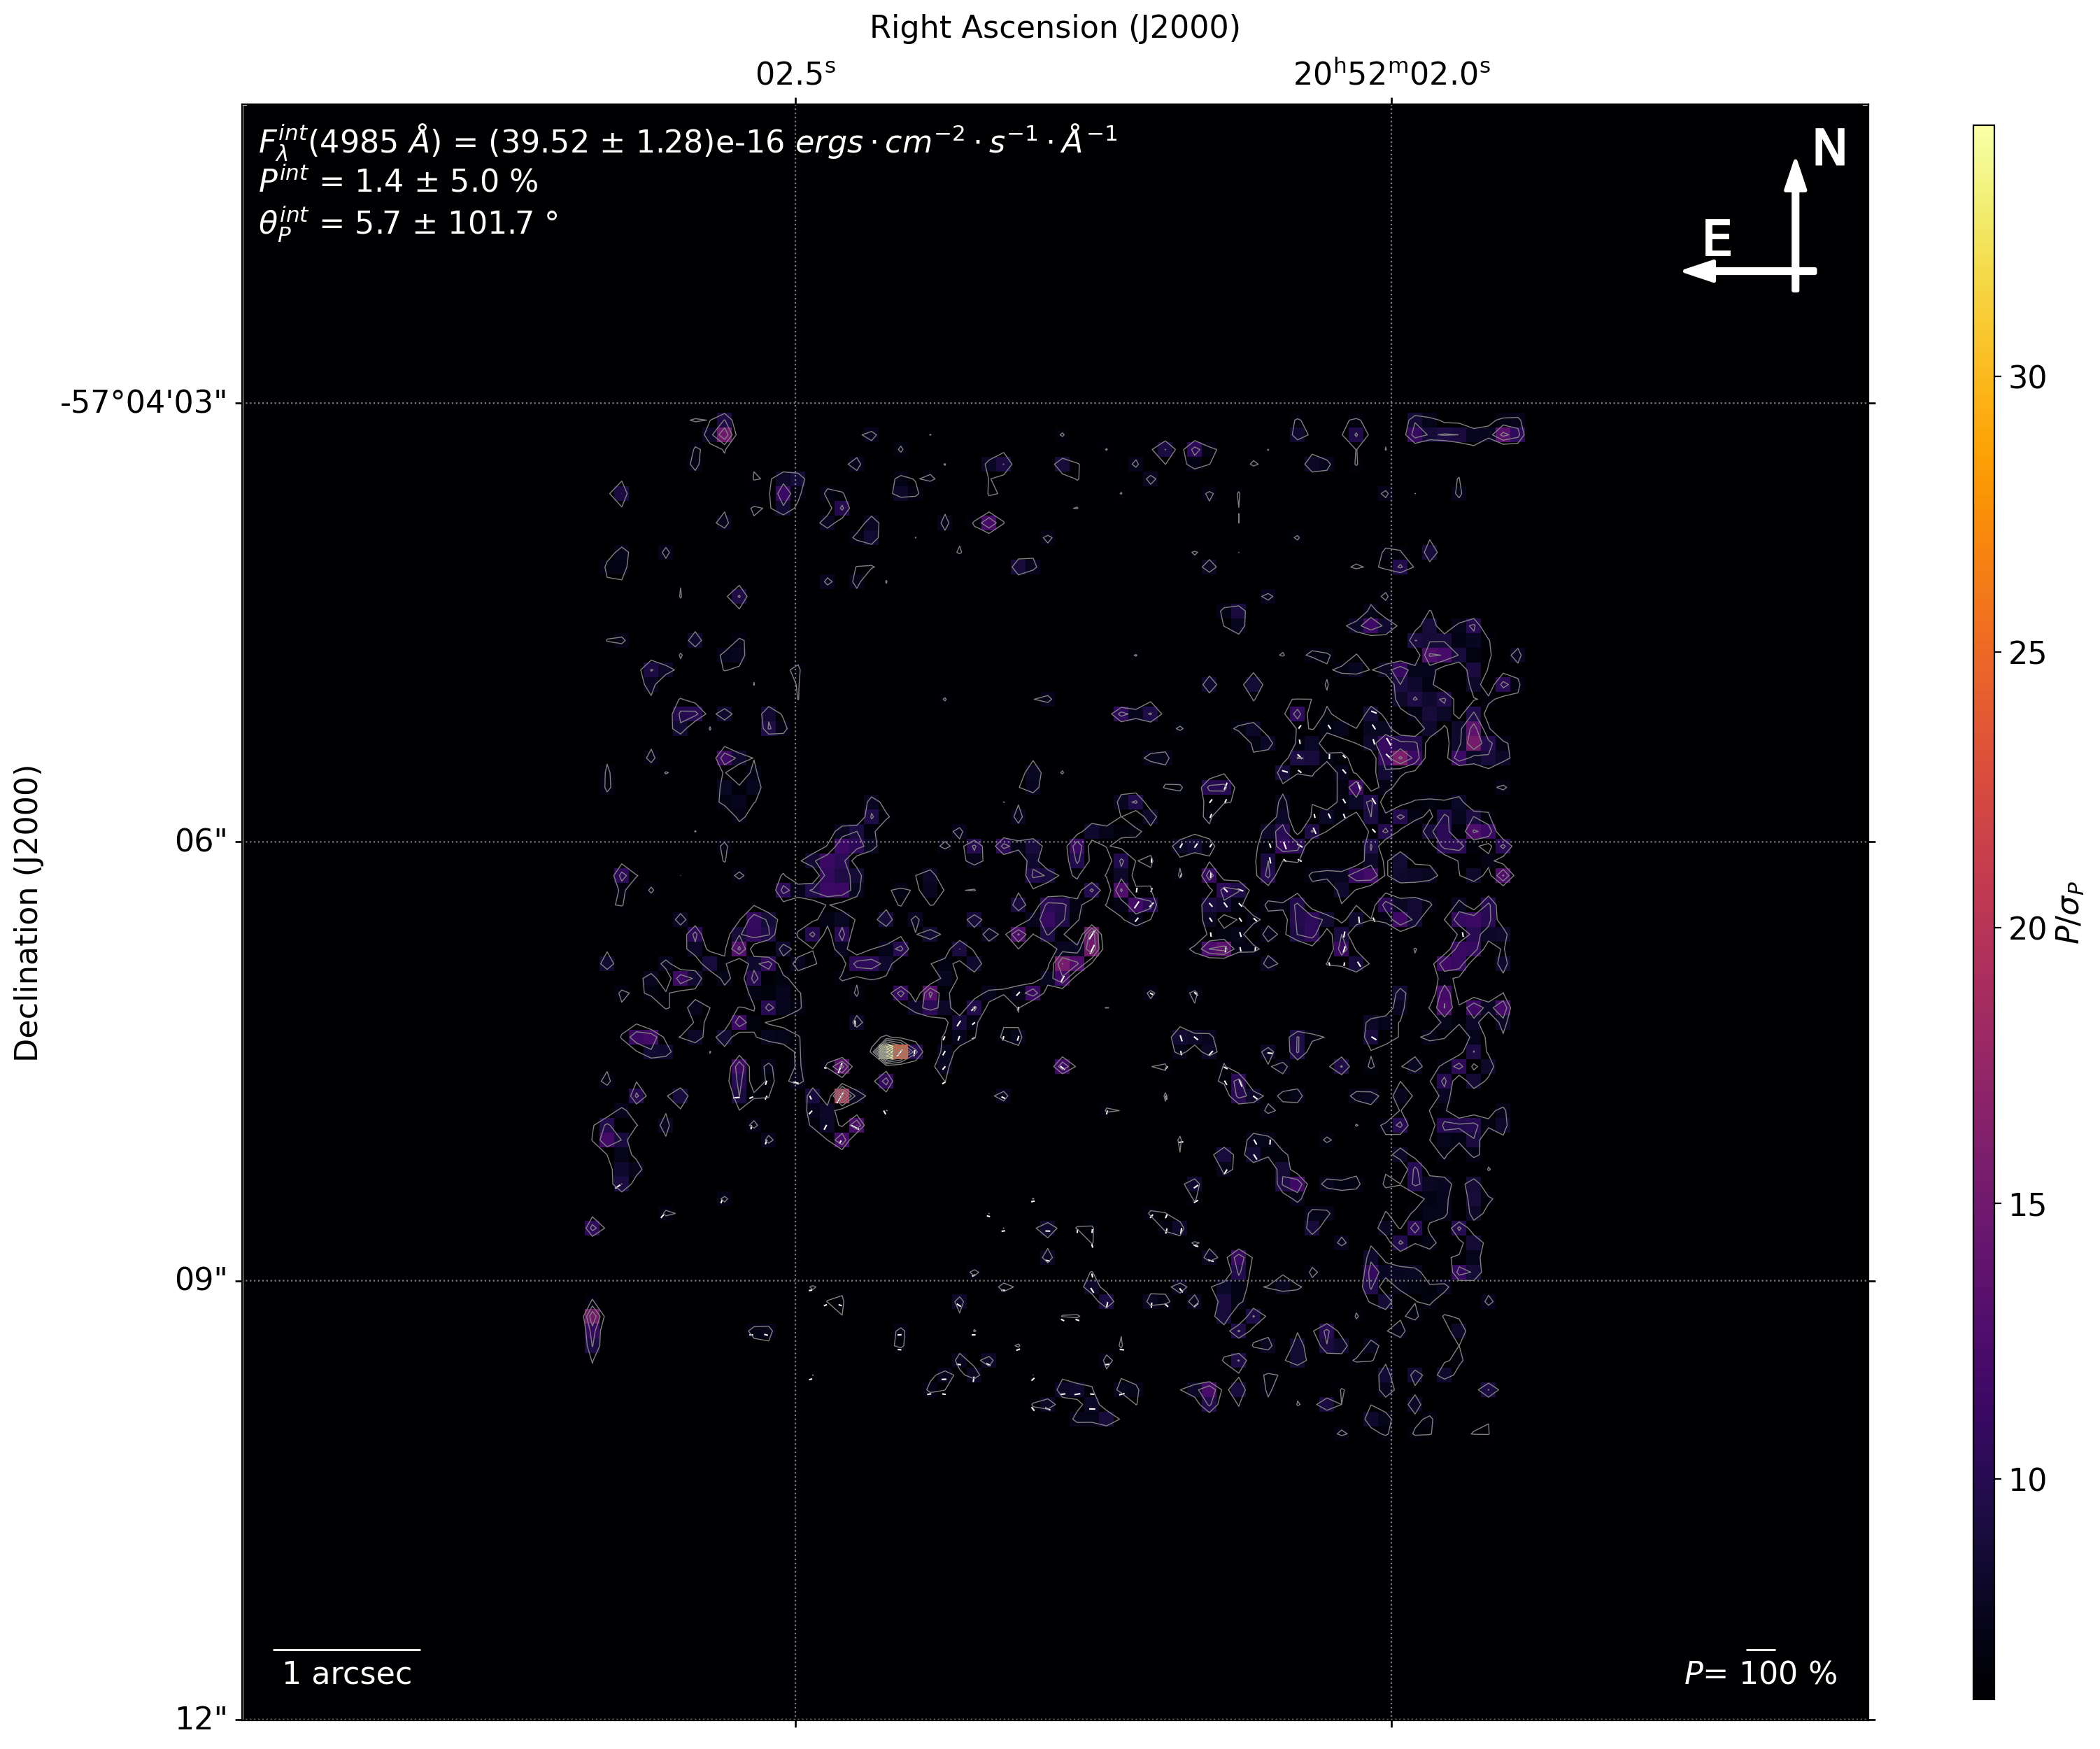 Right Ascension (J2000)
02.5ˢ 20ʰ52ᵐ02.0ˢ
F_λ^int(4985 Å) = (39.52 ± 1.28)e-16 ergs · cm⁻² · s⁻¹ · Å⁻¹
P^int = 1.4 ± 5.0 %
θ_P^int = 5.7 ± 101.7 °
N
E
-57°04'03"
06"
09"
12"
Declination (J2000)
1 arcsec
P= 100 %
30
25
20
15
10
P/σ_P